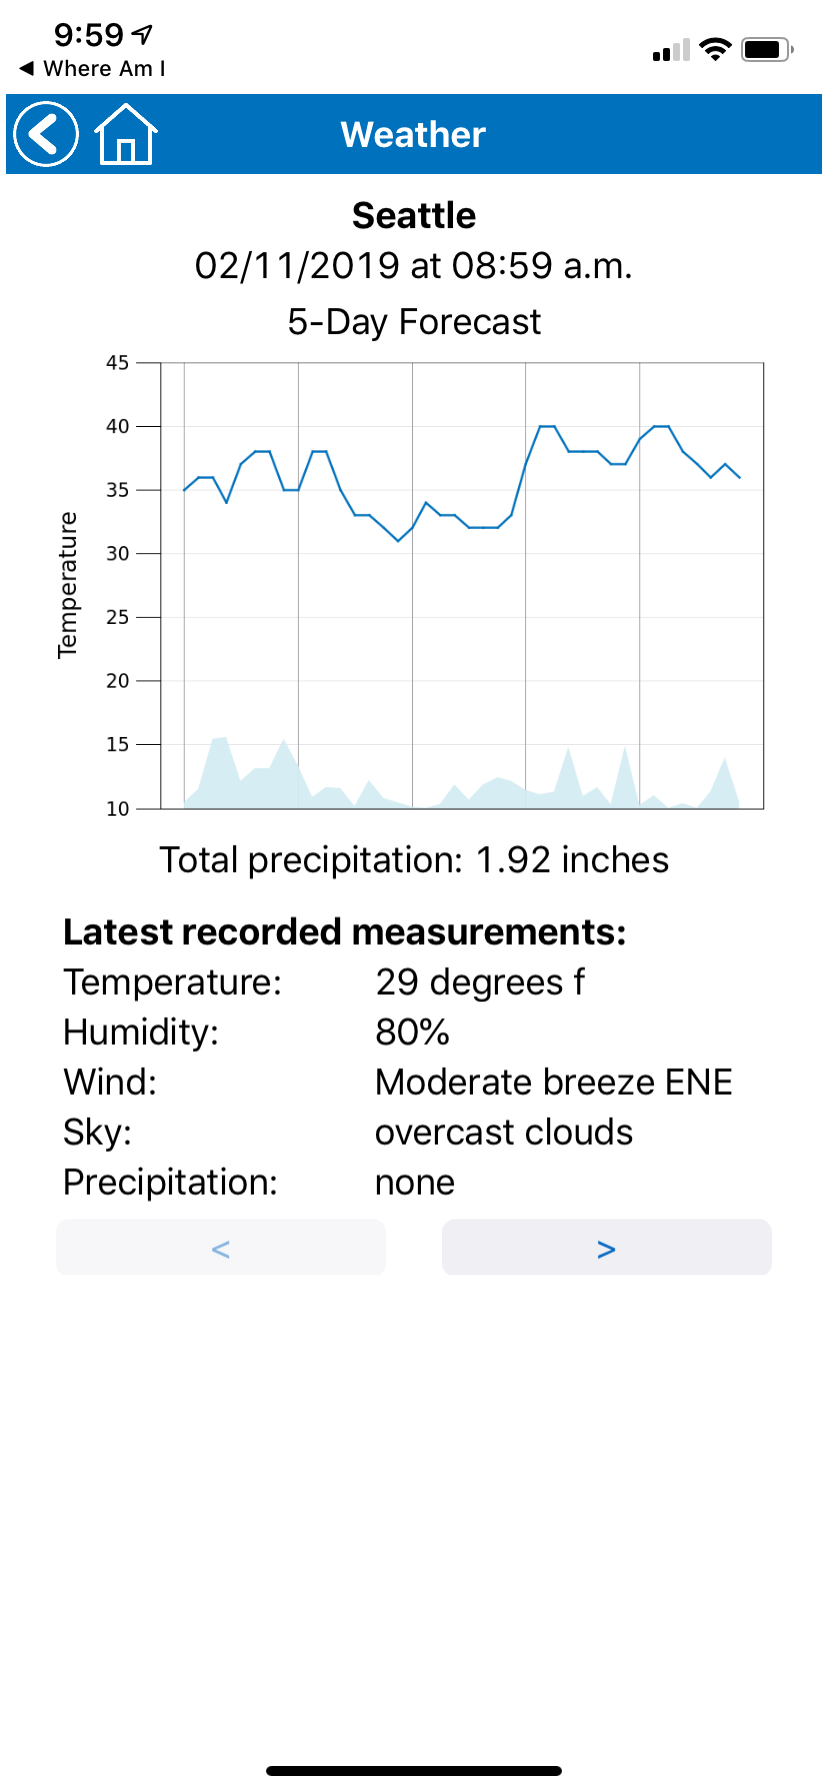 9:59
◀ Where Am I
Weather
Seattle
02/11/2019 at 08:59 a.m.
5-Day Forecast
45
40
35
30
25
20
15
10
Temperature
Total precipitation: 1.92 inches
Latest recorded measurements:
Temperature: 29 degrees f
Humidity: 80%
Wind: Moderate breeze ENE
Sky: overcast clouds
Precipitation: none
< >